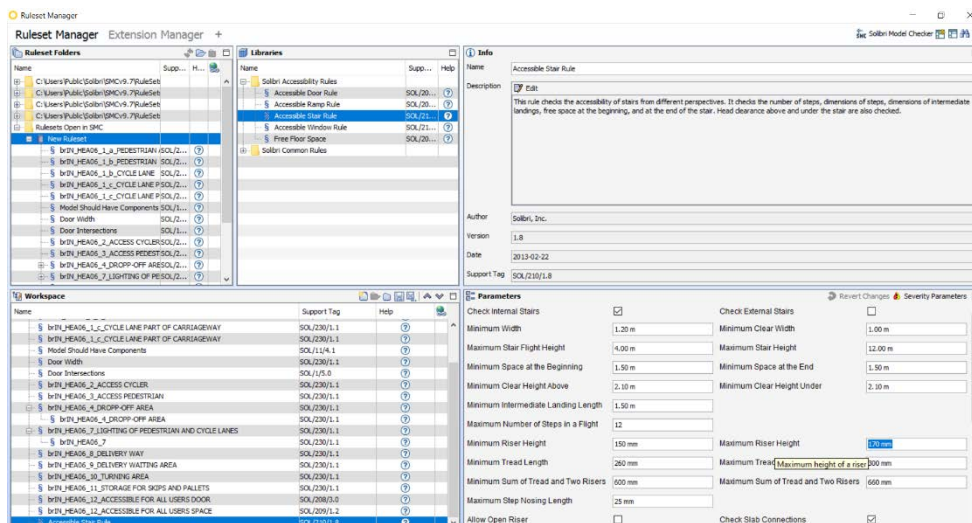 Ruleset Manager
Ruleset Manager Extension Manager +
Solibri Model Checker
Ruleset Folders
Name Supp... H...
C:\Users\Public\Solibri\SMCv9.7\RuleSet
C:\Users\Public\Solibri\SMCv9.7\RuleSet
C:\Users\Public\Solibri\SMCv9.7\RuleSet
C:\Users\Public\Solibri\SMCv9.7\RuleSet
Rulesets Open in SMC
New Ruleset
§ brIN_HEA06_1_a_PEDESTRIAN SOL/2...
§ brIN_HEA06_1_b_PEDESTRIAN SOL/2...
§ brIN_HEA06_1_b_CYCLE LANE SOL/2...
§ brIN_HEA06_1_c_CYCLE LANE P SOL/2...
§ brIN_HEA06_1_c_CYCLE LANE P SOL/2...
§ Model Should Have Components SOL/1...
§ Door Width SOL/2...
§ Door Intersections SOL/1...
§ brIN_HEA06_2_ACCESS CYCLER SOL/2...
§ brIN_HEA06_3_ACCESS PEDEST SOL/2...
§ brIN_HEA06_4_DROPP-OFF ARE SOL/2...
§ brIN_HEA06_7_LIGHTING OF PE SOL/2...
Libraries
Name Supp... Help
Solibri Accessibility Rules
§ Accessible Door Rule SOL/20...
§ Accessible Ramp Rule SOL/20...
§ Accessible Stair Rule SOL/21...
§ Accessible Window Rule SOL/21...
§ Free Floor Space SOL/20...
Solibri Common Rules
Info
Name Accessible Stair Rule
Description Edit
This rule checks the accessibility of stairs from different perspectives. It checks the number of steps, dimensions of steps, dimensions of intermediate
landings, free space at the beginning, and at the end of the stair. Head clearance above and under the stair are also checked.
Author Solibri, Inc.
Version 1.8
Date 2013-02-22
Support Tag SOL/210/1.8
Workspace
Name Support Tag Help
§ brIN_HEA06_1_c_CYCLE LANE PART OF CARRIAGEWAY SOL/230/1.1
§ brIN_HEA06_1_c_CYCLE LANE PART OF CARRIAGEWAY SOL/230/1.1
§ Model Should Have Components SOL/11/4.1
§ Door Width SOL/230/1.1
§ Door Intersections SOL/1/5.0
§ brIN_HEA06_2_ACCESS CYCLER SOL/230/1.1
§ brIN_HEA06_3_ACCESS PEDESTRIAN SOL/230/1.1
§ brIN_HEA06_4_DROPP-OFF AREA SOL/230/1.1
§ brIN_HEA06_4_DROPP-OFF AREA SOL/230/1.1
§ brIN_HEA06_7_LIGHTING OF PEDESTRIAN AND CYCLE LANES SOL/230/1.1
§ brIN_HEA06_7 SOL/230/1.1
§ brIN_HEA06_8_DELIVERY WAY SOL/230/1.1
§ brIN_HEA06_9_DELIVERY WAITING AREA SOL/230/1.1
§ brIN_HEA06_10_TURNING AREA SOL/230/1.1
§ brIN_HEA06_11_STORAGE FOR SKIPS AND PALLETS SOL/230/1.1
§ brIN_HEA06_12_ACCESSIBLE FOR ALL USERS DOOR SOL/208/3.0
§ brIN_HEA06_12_ACCESSIBLE FOR ALL USERS SPACE SOL/209/1.2
§ Accessible Stair Rule SOL/210/1.8
Parameters Revert Changes Severity Parameters
Check Internal Stairs Check External Stairs
Minimum Width 1.20 m Minimum Clear Width 1.00 m
Maximum Stair Flight Height 4.00 m Maximum Stair Height 12.00 m
Minimum Space at the Beginning 1.50 m Minimum Space at the End 1.50 m
Minimum Clear Height Above 2.10 m Minimum Clear Height Under 2.10 m
Minimum Intermediate Landing Length 1.50 m
Maximum Number of Steps in a Flight 12
Minimum Riser Height 150 mm Maximum Riser Height 170 mm
Minimum Tread Length 260 mm Maximum Tread Maximum height of a riser 300 mm
Minimum Sum of Tread and Two Risers 600 mm Maximum Sum of Tread and Two Risers 660 mm
Maximum Step Nosing Length 25 mm
Allow Open Riser Check Slab Connections